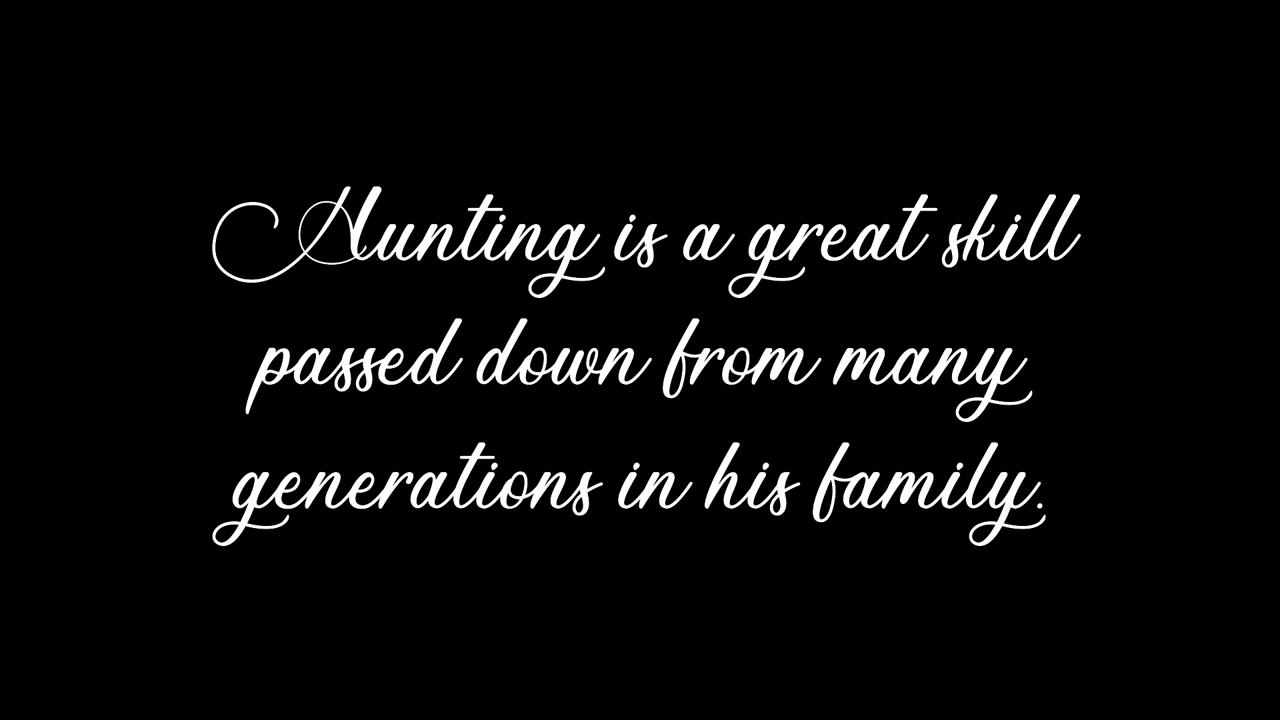 Hunting is a great skill
passed down from many
generations in his family.